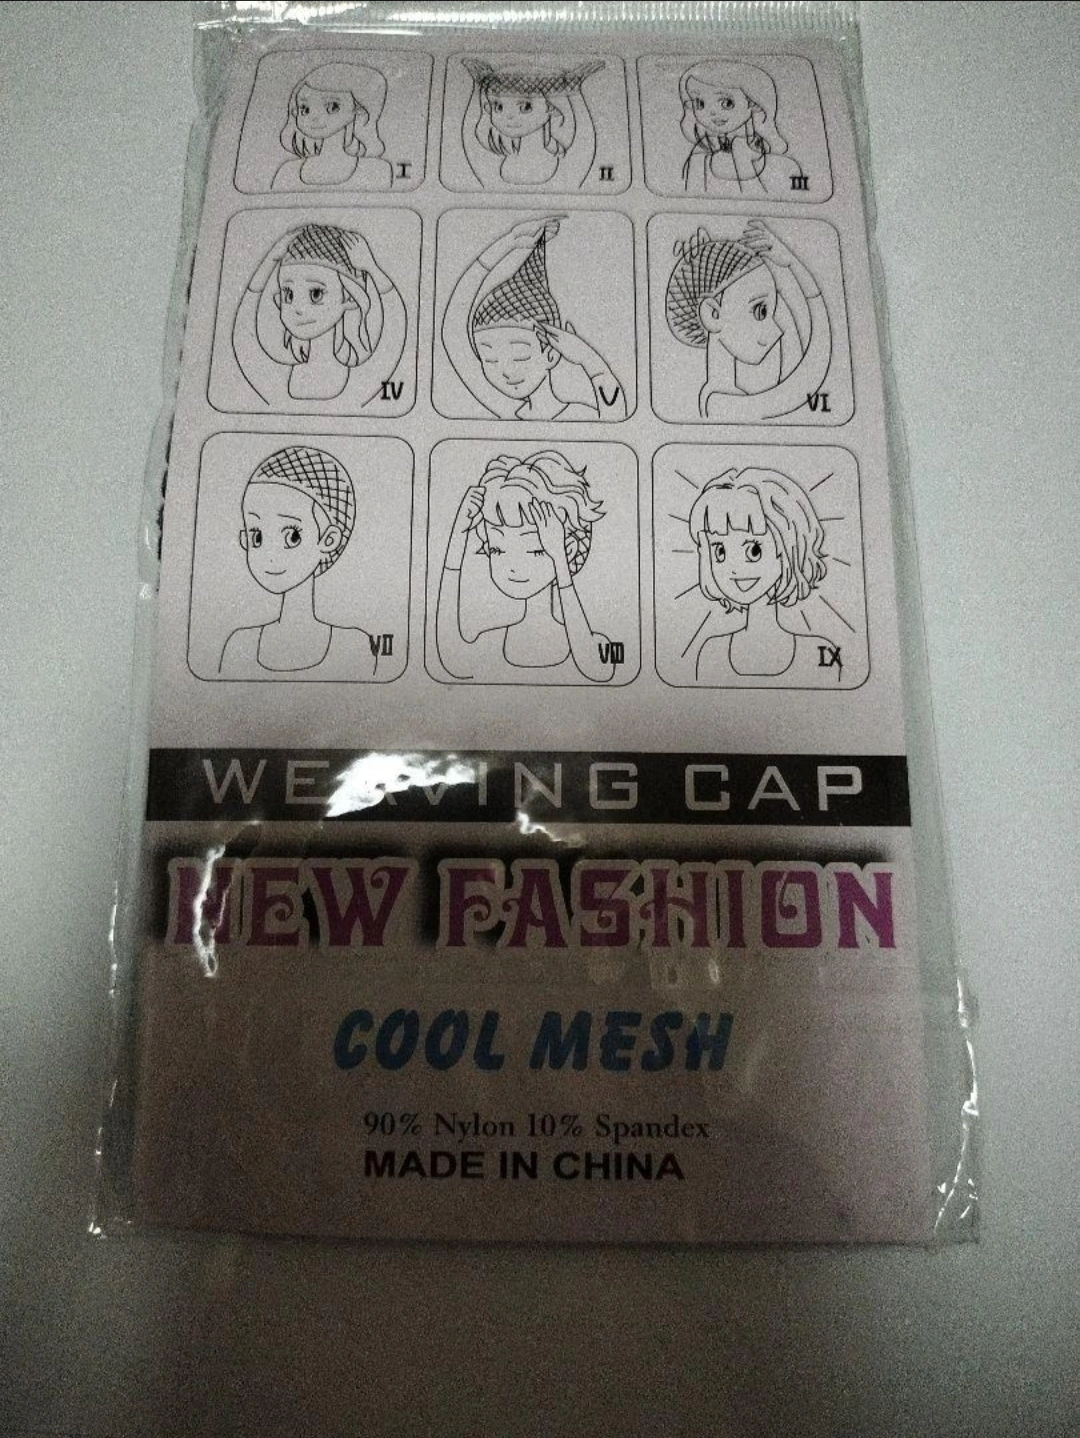 I
II
III
IV
V
VI
VII
VIII
IX
WEAVING CAP
NEW FASHION
COOL MESH
90% Nylon 10% Spandex
MADE IN CHINA